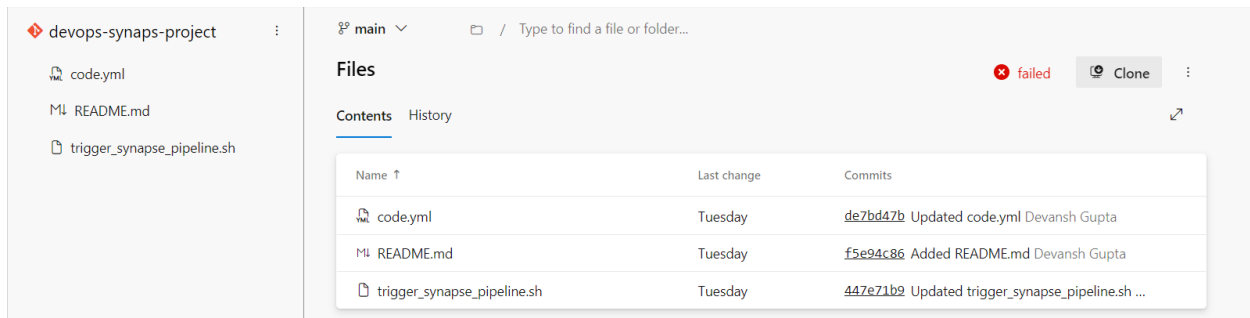 devops-synaps-project
code.yml
README.md
trigger_synapse_pipeline.sh
main / Type to find a file or folder...
Files
failed Clone
Contents History
Name ↑ Last change Commits
code.yml Tuesday de7bd47b Updated code.yml Devansh Gupta
README.md Tuesday f5e94c86 Added README.md Devansh Gupta
trigger_synapse_pipeline.sh Tuesday 447e71b9 Updated trigger_synapse_pipeline.sh ...